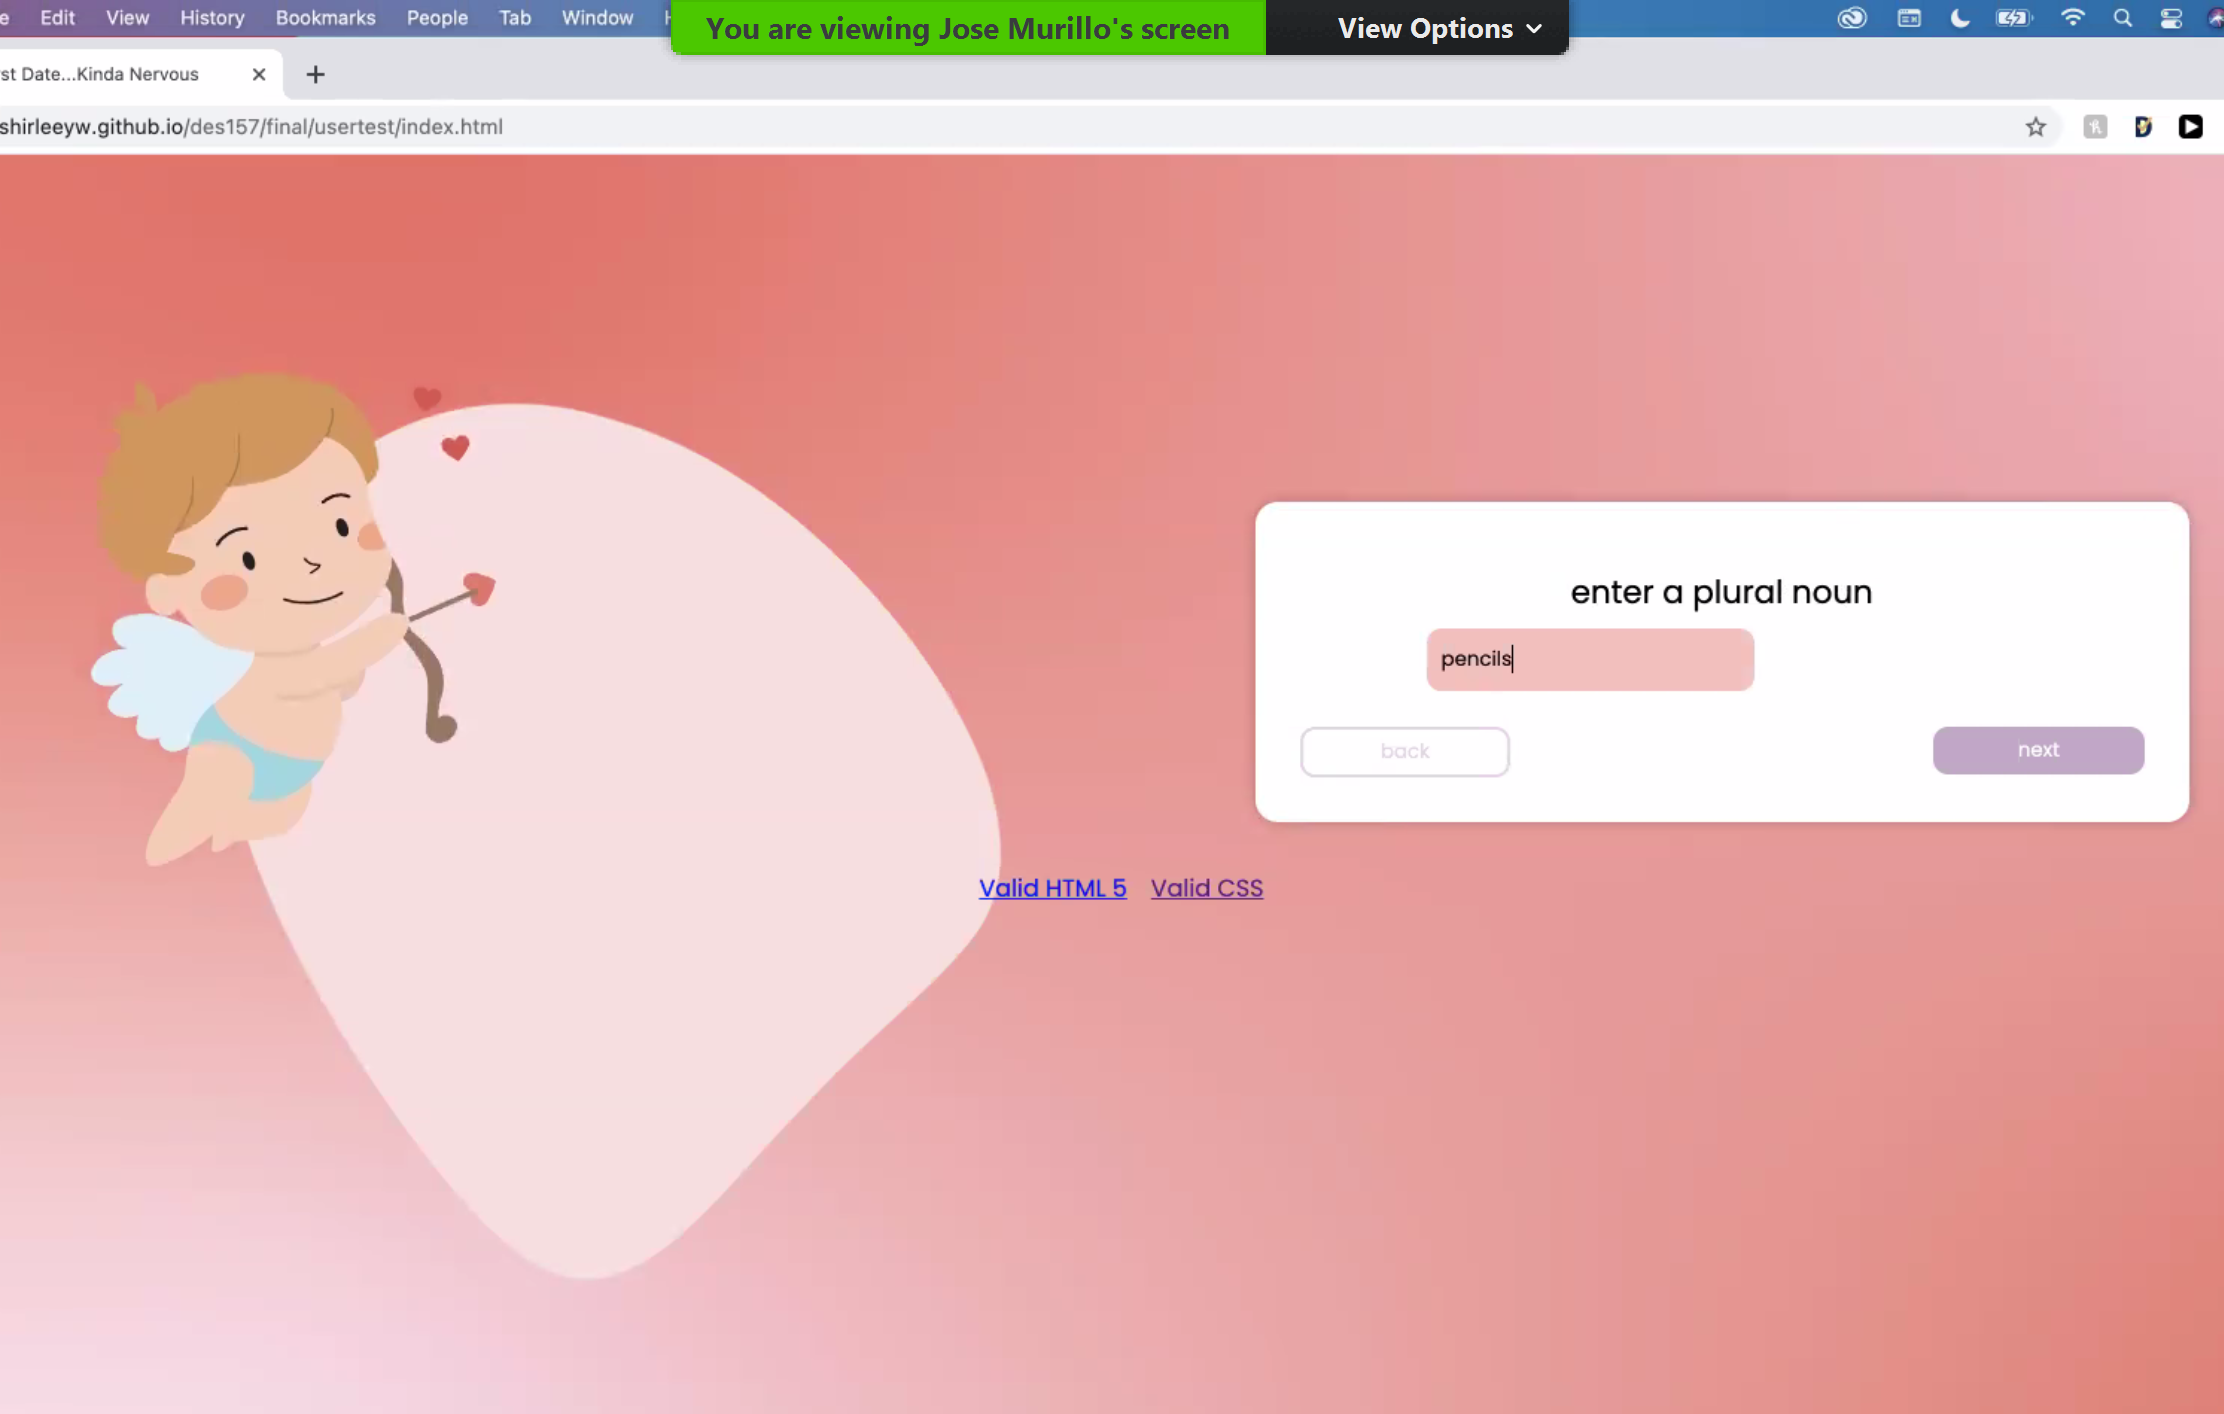 e Edit View History Bookmarks People Tab Window H
You are viewing Jose Murillo's screen View Options
st Date...Kinda Nervous
shirleeyw.github.io/des157/final/usertest/index.html
enter a plural noun
pencils
back next
Valid HTML 5 Valid CSS